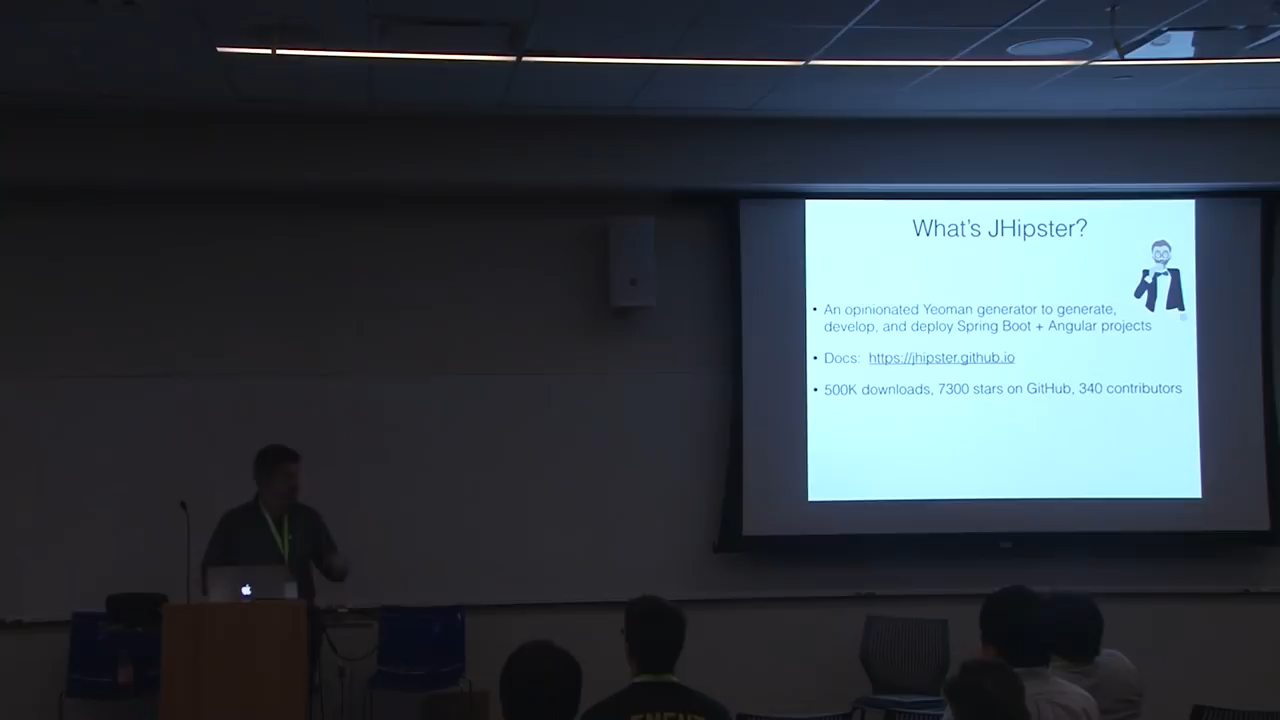 What's JHipster?
• An opinionated Yeoman generator to generate,
develop, and deploy Spring Boot + Angular projects
• Docs: https://jhipster.github.io
• 500K downloads, 7300 stars on GitHub, 340 contributors